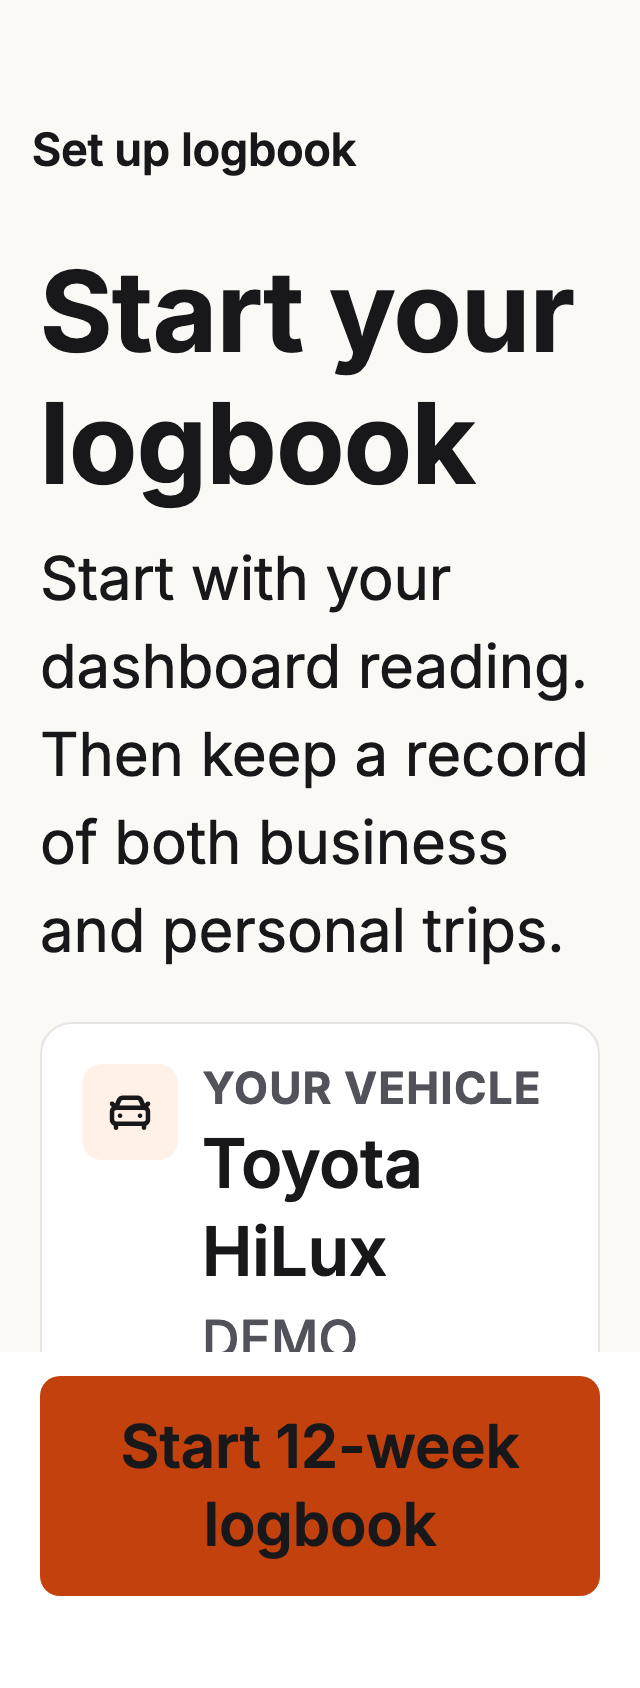 Set up logbook
Start your
logbook
Start with your
dashboard reading.
Then keep a record
of both business
and personal trips.
YOUR VEHICLE
Toyota
HiLux
DEMO
Start 12-week
logbook